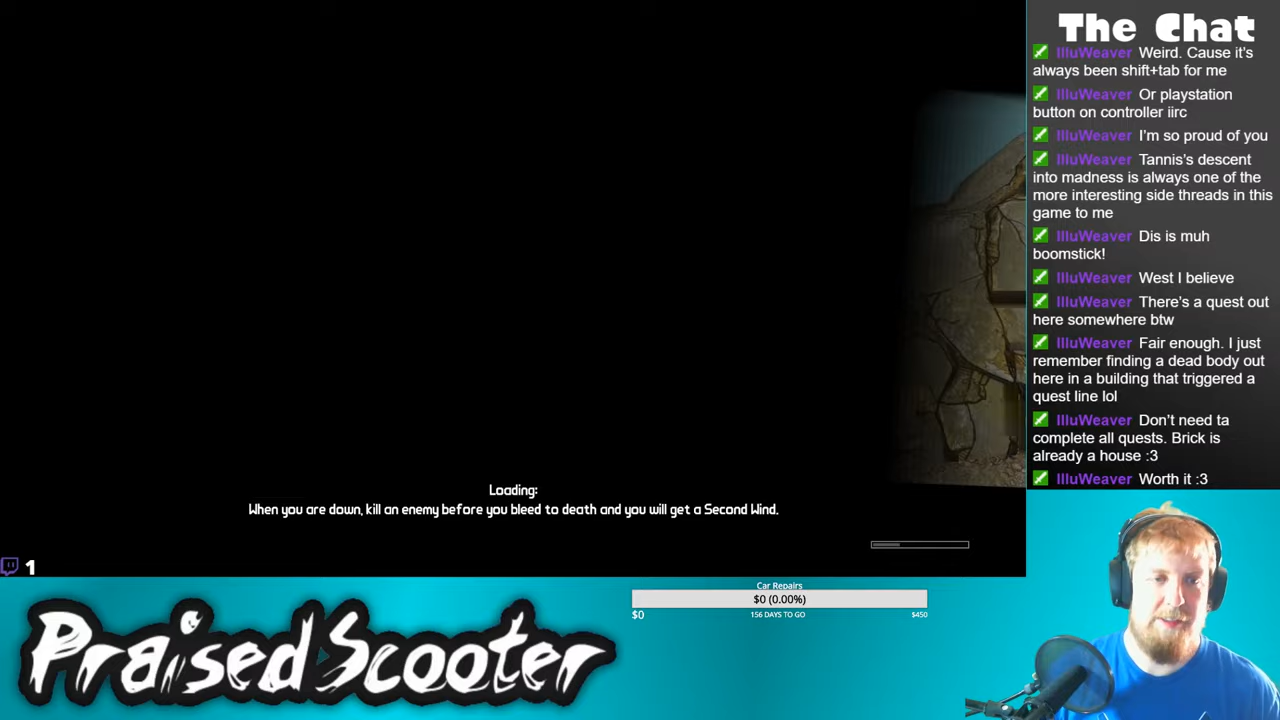 The Chat
IlluWeaver Weird. Cause it's
always been shift+tab for me
IlluWeaver Or playstation
button on controller iirc
IlluWeaver I'm so proud of you
IlluWeaver Tannis's descent
into madness is always one of the
more interesting side threads in this
game to me
IlluWeaver Dis is muh
boomstick!
IlluWeaver West I believe
IlluWeaver There's a quest out
here somewhere btw
IlluWeaver Fair enough. I just
remember finding a dead body out
here in a building that triggered a
quest line lol
IlluWeaver Don't need ta
complete all quests. Brick is
already a house :3
IlluWeaver Worth it :3
Loading:
When you are down, kill an enemy before you bleed to death and you will get a Second Wind.
1
Car Repairs
$0 (0.00%)
$0 156 DAYS TO GO $450
PraisedScooter